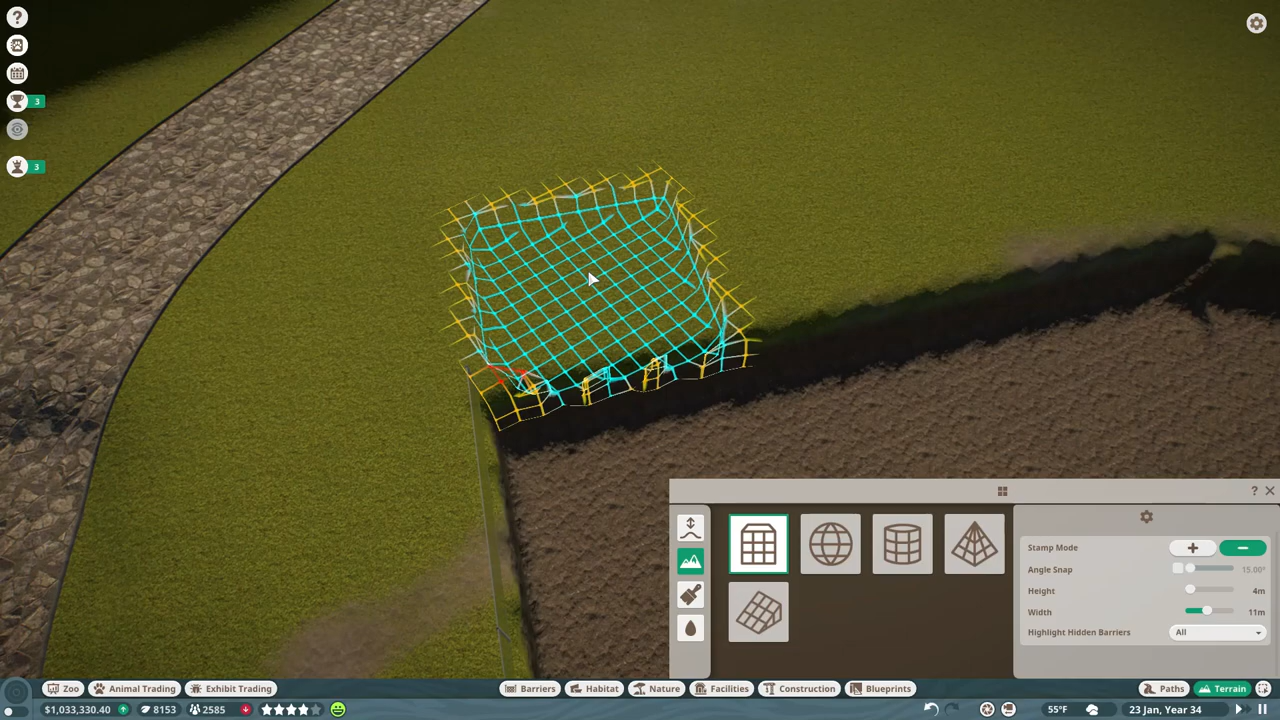 ?
3
3
? ×
Stamp Mode + −
Angle Snap 15.00°
Height 4m
Width 11m
Highlight Hidden Barriers All
Zoo Animal Trading Exhibit Trading Barriers Habitat Nature Facilities Construction Blueprints Paths Terrain
$1,033,330.40 8153 2585 55°F 23 Jan, Year 34